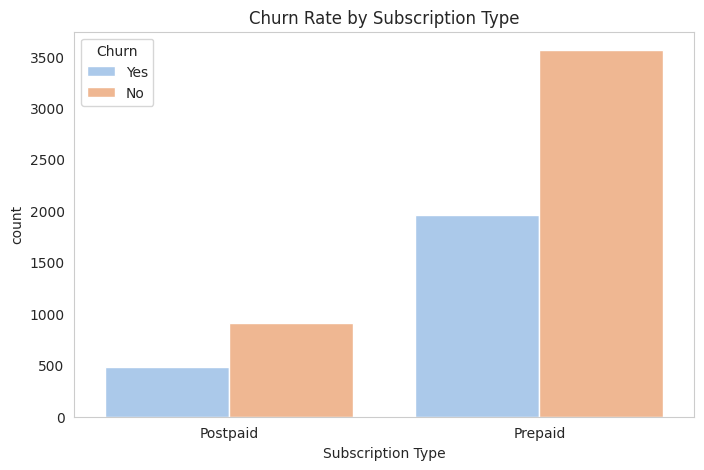 Churn Rate by Subscription Type
Churn
Yes
No
3500
3000
2500
2000
1500
1000
500
0
count
Postpaid
Prepaid
Subscription Type